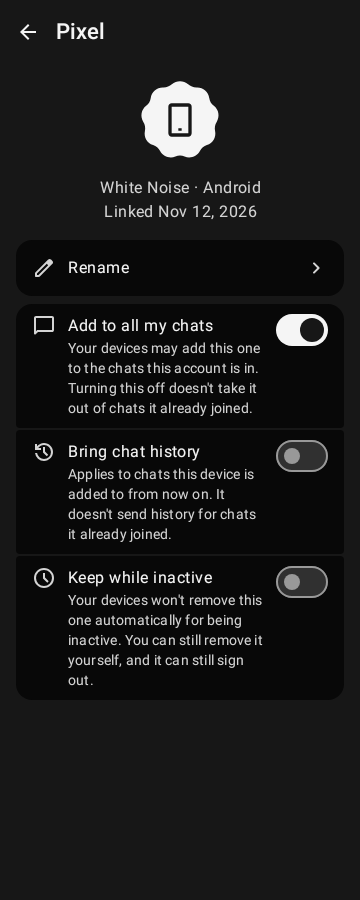 Pixel
White Noise · Android
Linked Nov 12, 2026
Rename
Add to all my chats
Your devices may add this one
to the chats this account is in.
Turning this off doesn't take it
out of chats it already joined.
Bring chat history
Applies to chats this device is
added to from now on. It
doesn't send history for chats
it already joined.
Keep while inactive
Your devices won't remove this
one automatically for being
inactive. You can still remove it
yourself, and it can still sign
out.